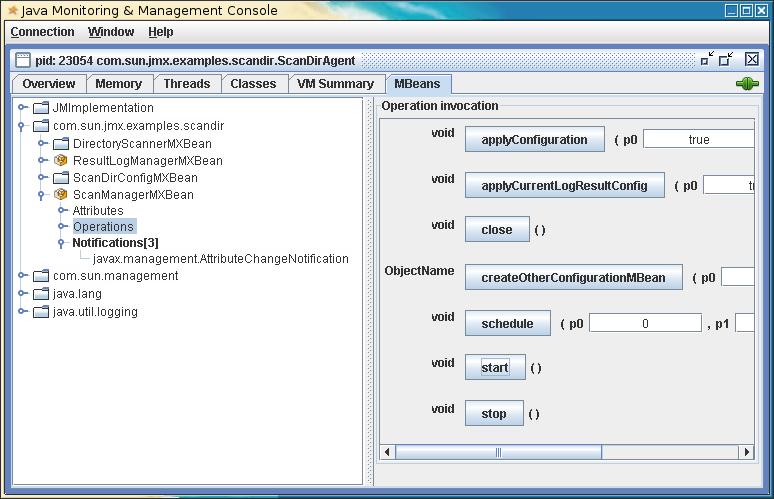 Java Monitoring & Management Console
Connection Window Help
pid: 23054 com.sun.jmx.examples.scandir.ScanDirAgent
Overview Memory Threads Classes VM Summary MBeans
JMImplementation
com.sun.jmx.examples.scandir
DirectoryScannerMXBean
ResultLogManagerMXBean
ScanDirConfigMXBean
ScanManagerMXBean
Attributes
Operations
Notifications[3]
javax.management.AttributeChangeNotification
com.sun.management
java.lang
java.util.logging
Operation invocation
void applyConfiguration ( p0 true
void applyCurrentLogResultConfig ( p0
void close ( )
ObjectName createOtherConfigurationMBean ( p0
void schedule ( p0 0 , p1
void start ( )
void stop ( )